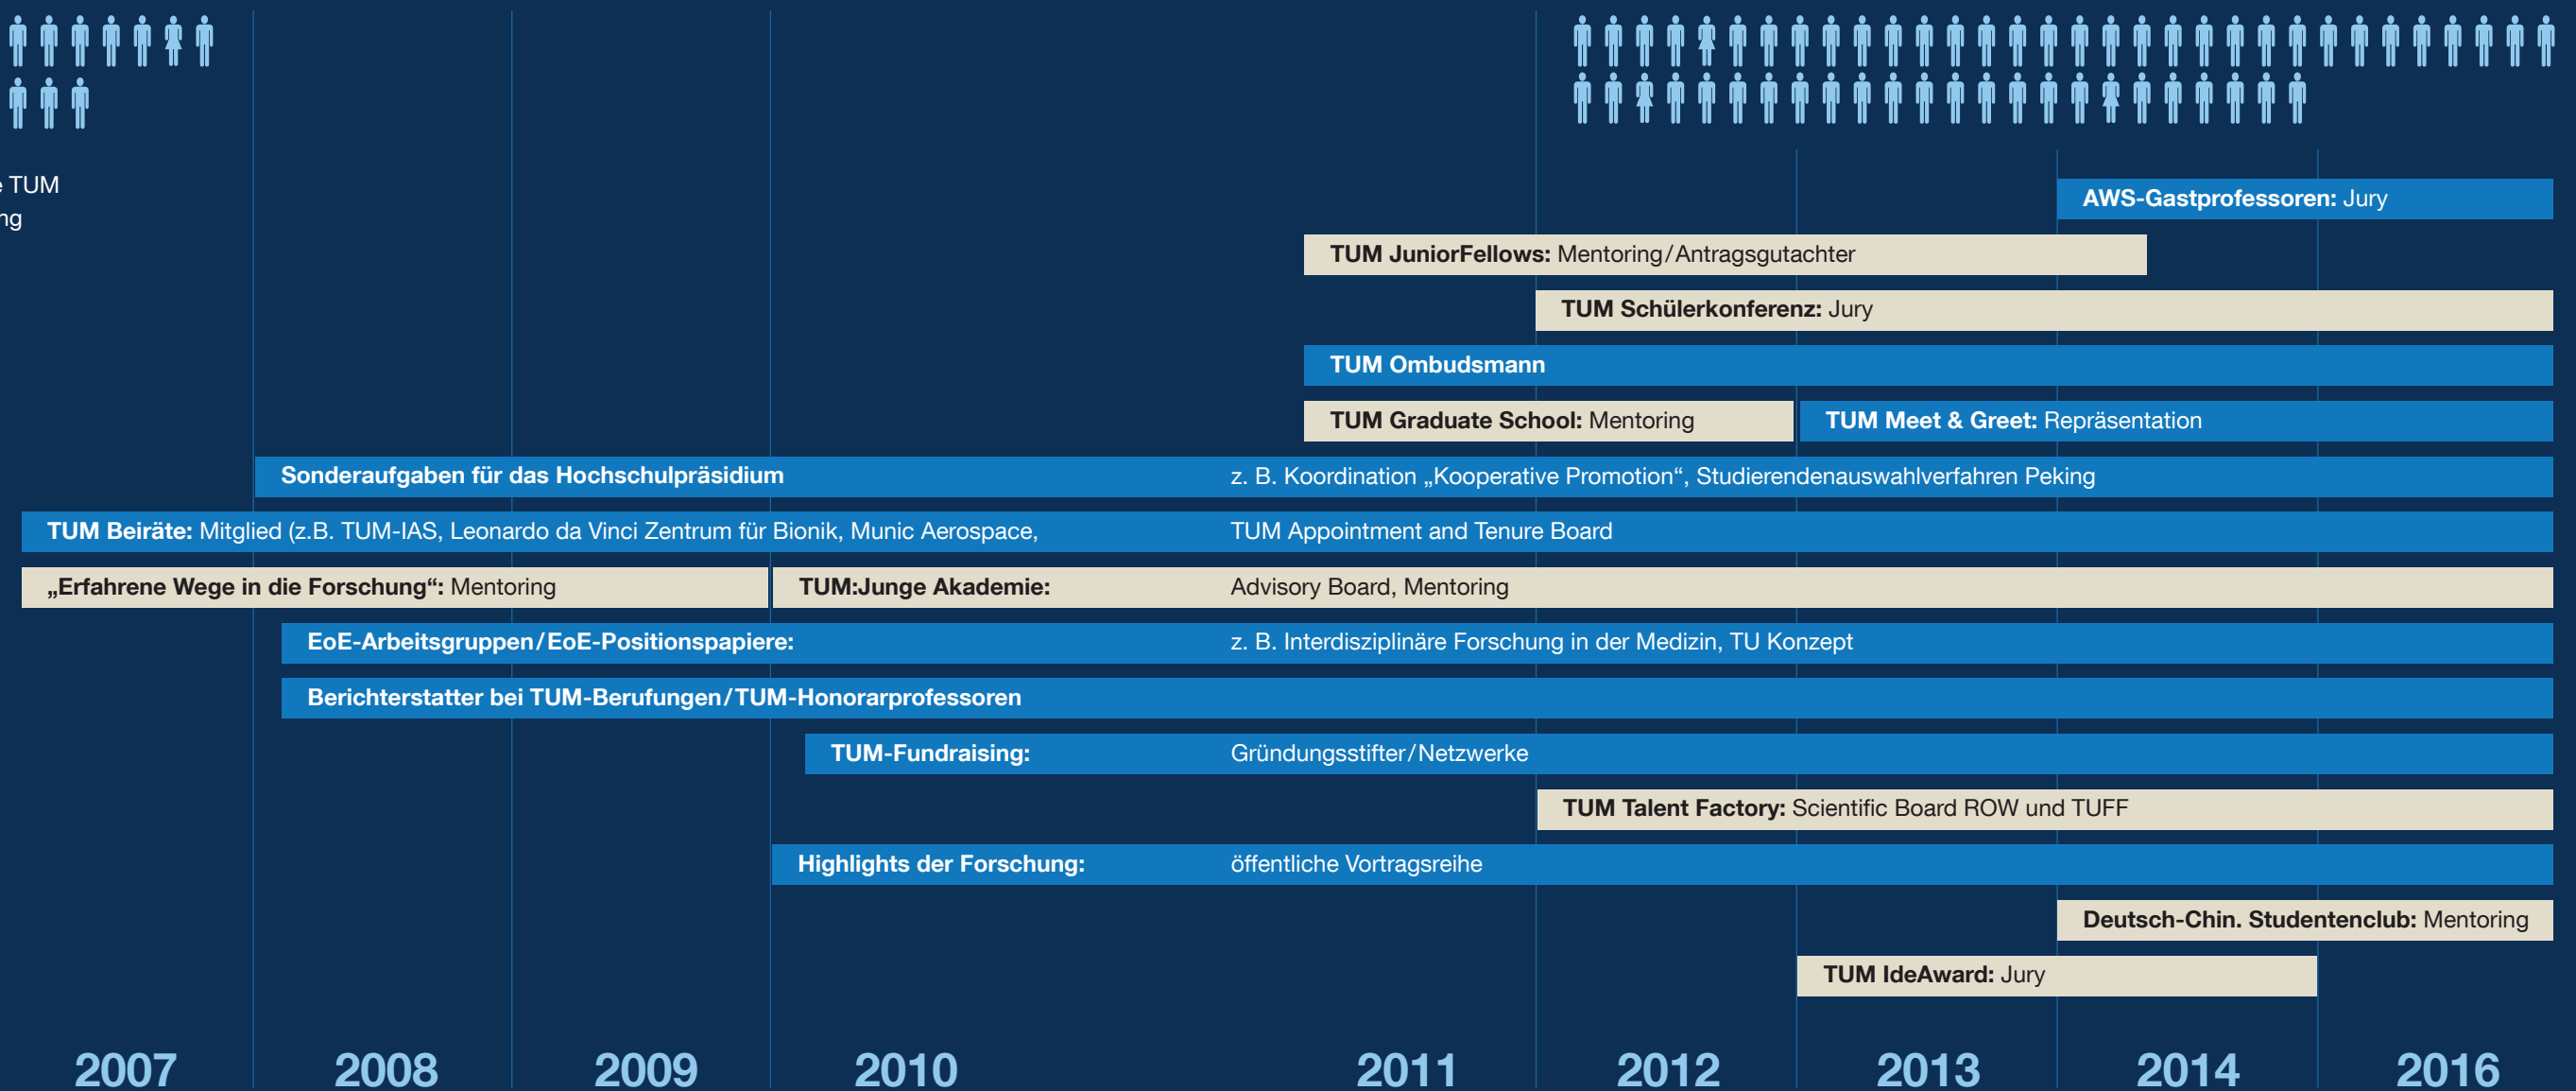 e TUM
ng
AWS-Gastprofessoren: Jury
TUM JuniorFellows: Mentoring/Antragsgutachter
TUM Schülerkonferenz: Jury
TUM Ombudsmann
TUM Graduate School: Mentoring TUM Meet & Greet: Repräsentation
Sonderaufgaben für das Hochschulpräsidium z. B. Koordination „Kooperative Promotion“, Studierendenauswahlverfahren Peking
TUM Beiräte: Mitglied (z.B. TUM-IAS, Leonardo da Vinci Zentrum für Bionik, Munic Aerospace, TUM Appointment and Tenure Board
„Erfahrene Wege in die Forschung“: Mentoring TUM:Junge Akademie: Advisory Board, Mentoring
EoE-Arbeitsgruppen/EoE-Positionspapiere: z. B. Interdisziplinäre Forschung in der Medizin, TU Konzept
Berichterstatter bei TUM-Berufungen/TUM-Honorarprofessoren
TUM-Fundraising: Gründungsstifter/Netzwerke
TUM Talent Factory: Scientific Board ROW und TUFF
Highlights der Forschung: öffentliche Vortragsreihe
Deutsch-Chin. Studentenclub: Mentoring
TUM IdeAward: Jury
2007 2008 2009 2010 2011 2012 2013 2014 2016